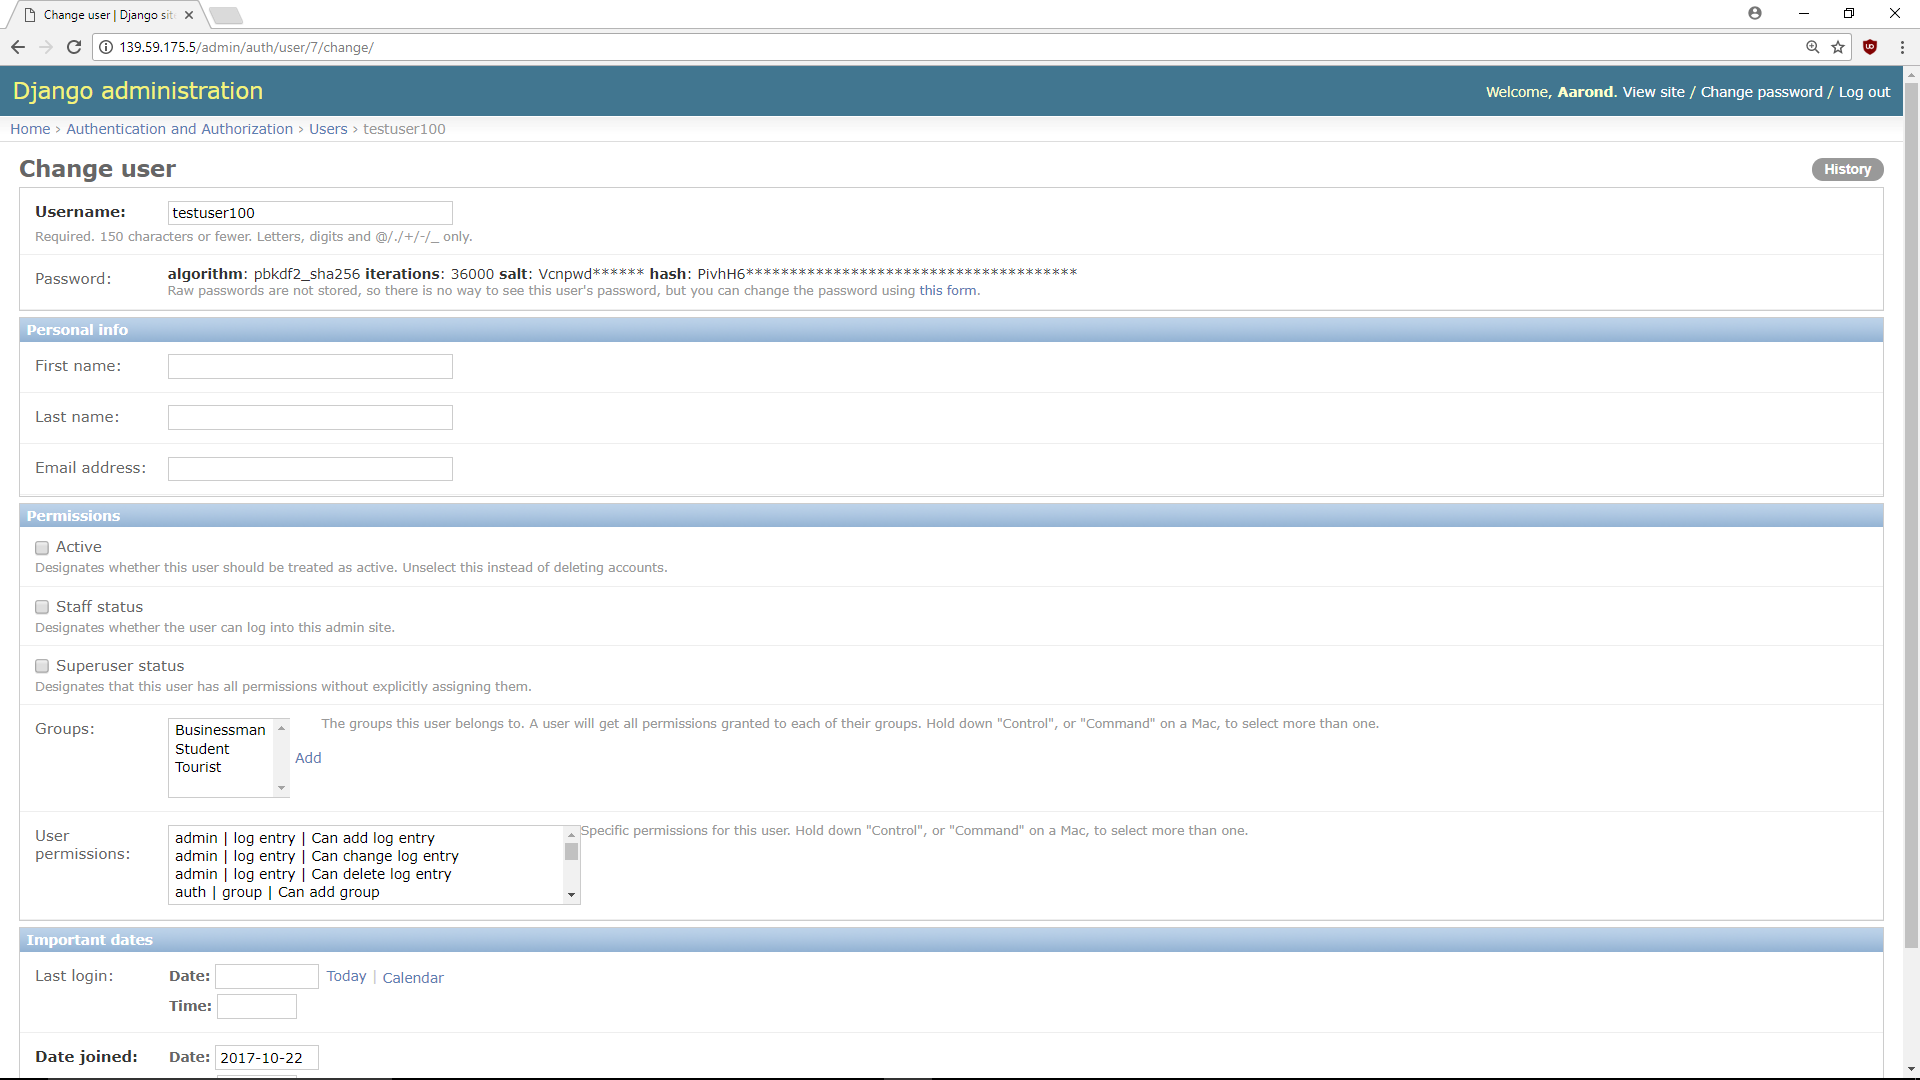 Change user | Django sit
139.59.175.5/admin/auth/user/7/change/
Django administration
Welcome, Aarond. View site / Change password / Log out
Home › Authentication and Authorization › Users › testuser100
Change user
History
Username: testuser100
Required. 150 characters or fewer. Letters, digits and @/./+/-/_ only.
Password: algorithm: pbkdf2_sha256 iterations: 36000 salt: Vcnpwd****** hash: PivhH6**************************************
Raw passwords are not stored, so there is no way to see this user's password, but you can change the password using this form.
Personal info
First name:
Last name:
Email address:
Permissions
Active
Designates whether this user should be treated as active. Unselect this instead of deleting accounts.
Staff status
Designates whether the user can log into this admin site.
Superuser status
Designates that this user has all permissions without explicitly assigning them.
Groups:
Businessman
Student
Tourist
Add
The groups this user belongs to. A user will get all permissions granted to each of their groups. Hold down "Control", or "Command" on a Mac, to select more than one.
User
permissions:
admin | log entry | Can add log entry
admin | log entry | Can change log entry
admin | log entry | Can delete log entry
auth | group | Can add group
Specific permissions for this user. Hold down "Control", or "Command" on a Mac, to select more than one.
Important dates
Last login: Date: Today | Calendar
Time:
Date joined: Date: 2017-10-22